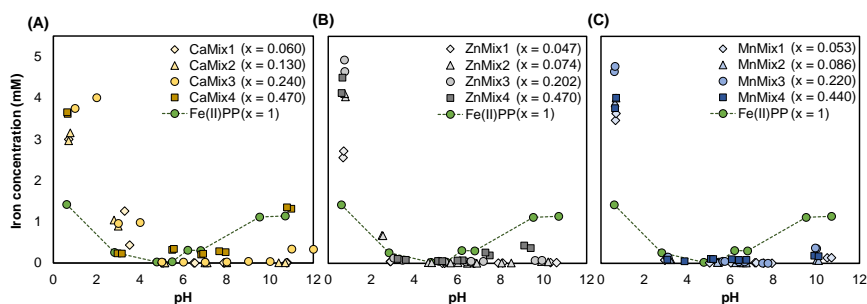 (A)
CaMix1 (x = 0.060)
CaMix2 (x = 0.130)
CaMix3 (x = 0.240)
CaMix4 (x = 0.470)
Fe(II)PP (x = 1)
Iron concentration (mM)
5
4
3
2
1
0
0 2 4 6 8 10 12
pH
(B)
ZnMix1 (x = 0.047)
ZnMix2 (x = 0.074)
ZnMix3 (x = 0.202)
ZnMix4 (x = 0.470)
Fe(II)PP (x = 1)
0 2 4 6 8 10 12
pH
(C)
MnMix1 (x = 0.053)
MnMix2 (x = 0.086)
MnMix3 (x = 0.220)
MnMix4 (x = 0.440)
Fe(II)PP (x = 1)
0 2 4 6 8 10 12
pH